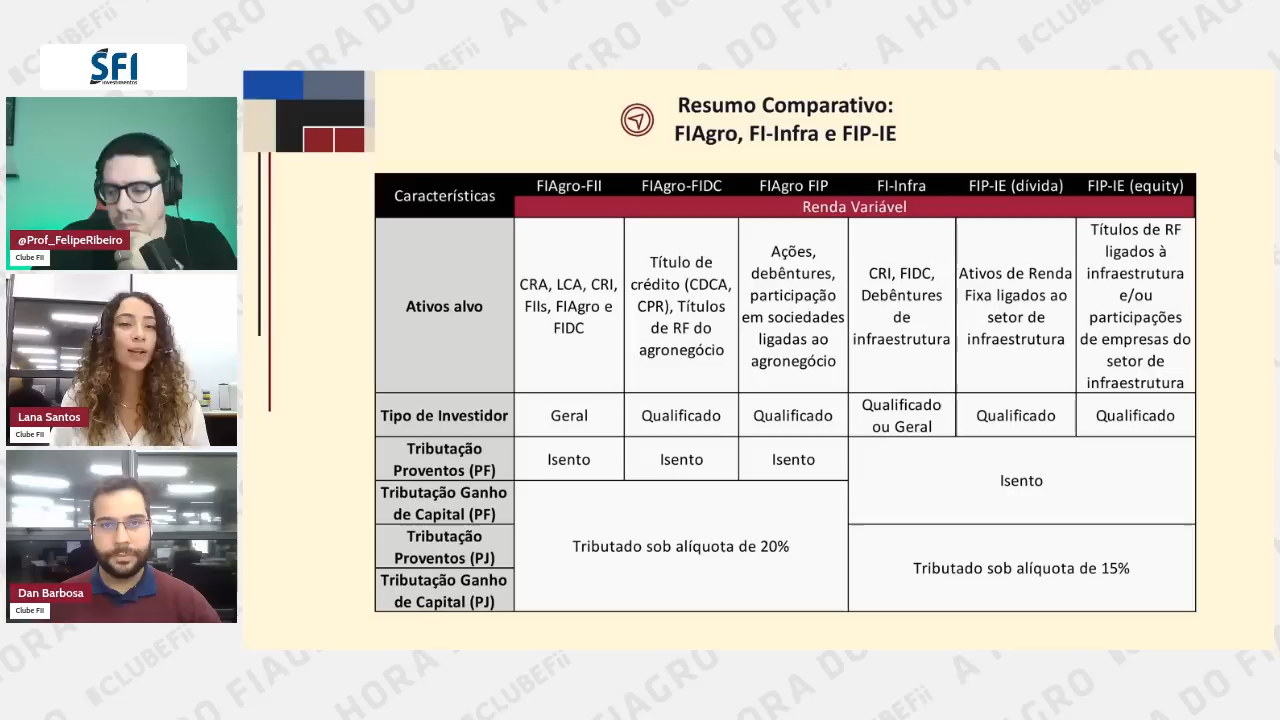 SFI
investimentos
@Prof_FelipeRibeiro
Clube FII
Lana Santos
Clube FII
Dan Barbosa
Clube FII
Resumo Comparativo:
FIAgro, FI-Infra e FIP-IE
Características
FIAgro-FII
FIAgro-FIDC
FIAgro FIP
FI-Infra
FIP-IE (dívida)
FIP-IE (equity)
Renda Variável
Ativos alvo
CRA, LCA, CRI,
FIIs, FIAgro e
FIDC
Título de
crédito (CDCA,
CPR), Títulos
de RF do
agronegócio
Ações,
debêntures,
participação
em sociedades
ligadas ao
agronegócio
CRI, FIDC,
Debêntures
de
infraestrutura
Ativos de Renda
Fixa ligados ao
setor de
infraestrutura
Títulos de RF
ligados à
infraestrutura
e/ou
participações
de empresas do
setor de
infraestrutura
Tipo de Investidor
Geral
Qualificado
Qualificado
Qualificado
ou Geral
Qualificado
Qualificado
Tributação
Proventos (PF)
Isento
Isento
Isento
Isento
Tributação Ganho
de Capital (PF)
Tributação
Proventos (PJ)
Tributado sob alíquota de 20%
Tributado sob alíquota de 15%
Tributação Ganho
de Capital (PJ)
A HORA DO FIAGRO
CLUBEFii